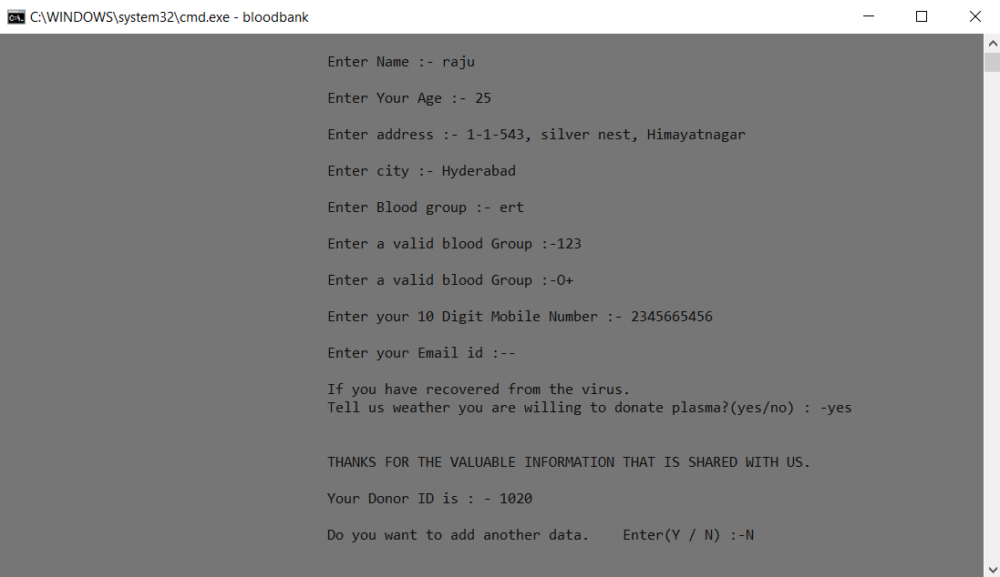 C:\WINDOWS\system32\cmd.exe - bloodbank
Enter Name :- raju
Enter Your Age :- 25
Enter address :- 1-1-543, silver nest, Himayatnagar
Enter city :- Hyderabad
Enter Blood group :- ert
Enter a valid blood Group :-123
Enter a valid blood Group :-O+
Enter your 10 Digit Mobile Number :- 2345665456
Enter your Email id :--
If you have recovered from the virus.
Tell us weather you are willing to donate plasma?(yes/no) : -yes
THANKS FOR THE VALUABLE INFORMATION THAT IS SHARED WITH US.
Your Donor ID is : - 1020
Do you want to add another data.    Enter(Y / N) :-N